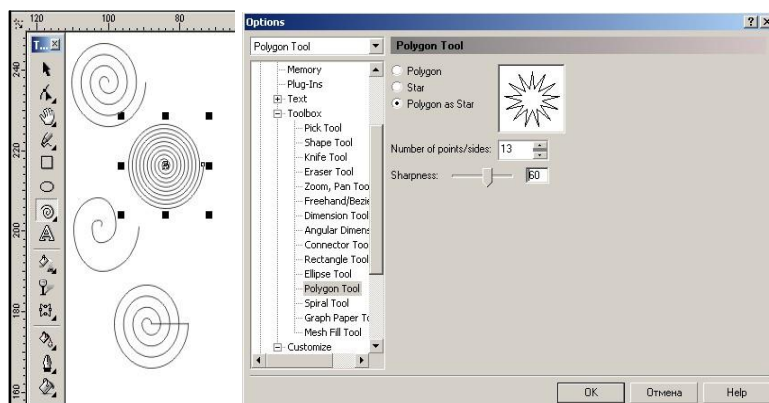 120 100 80
T...
240
220
200
180
160
Options
Polygon Tool
Memory
Plug-Ins
Text
Toolbox
Pick Tool
Shape Tool
Knife Tool
Eraser Tool
Zoom, Pan Too
Freehand/Bezie
Dimension Tool
Angular Dimens
Connector Too
Rectangle Tool
Ellipse Tool
Polygon Tool
Spiral Tool
Graph Paper To
Mesh Fill Tool
Customize
Polygon Tool
Polygon
Star
Polygon as Star
Number of points/sides: 13
Sharpness: 60
OK Отмена Help